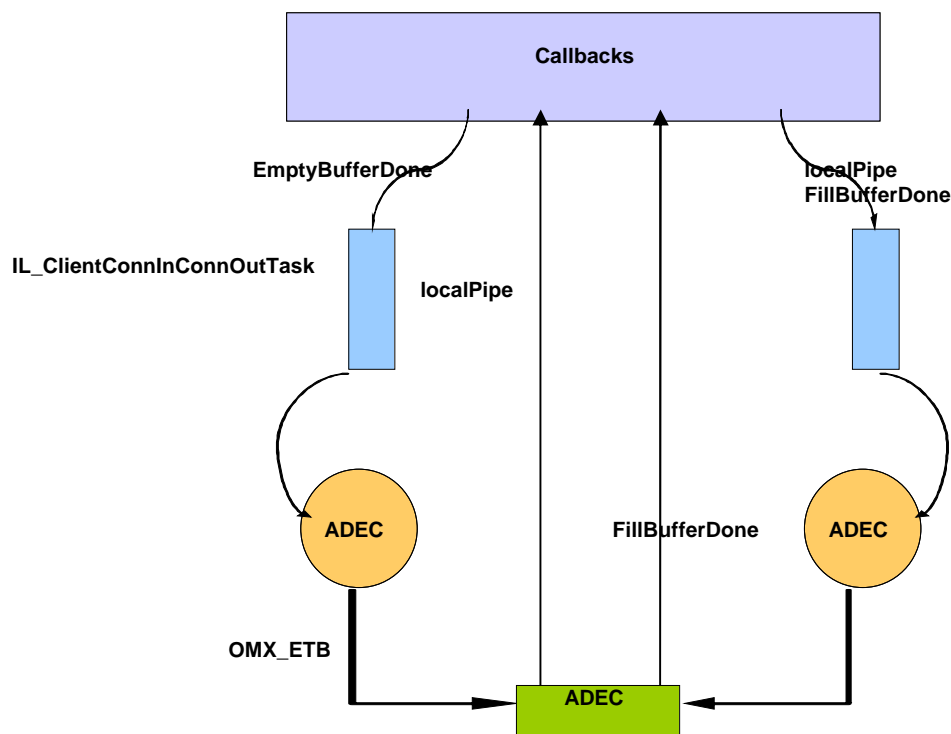 Callbacks
EmptyBufferDone
localPipe
FillBufferDone
IL_ClientConnInConnOutTask
localPipe
ADEC
FillBufferDone
ADEC
OMX_ETB
ADEC